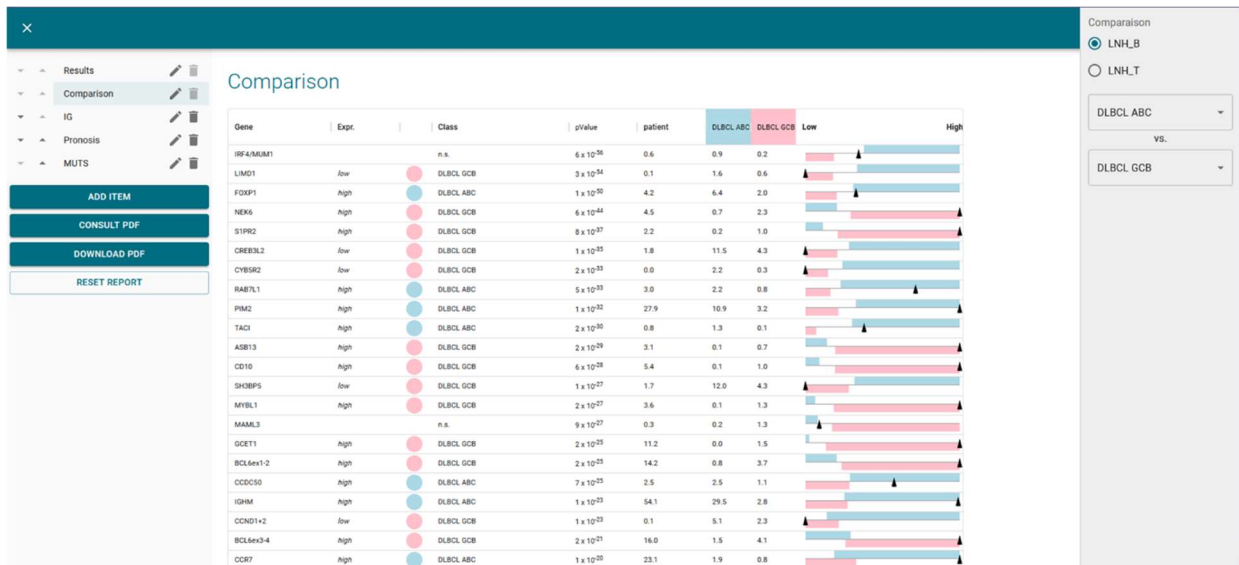 ×
Results
Comparison
IG
Pronosis
MUTS
ADD ITEM
CONSULT PDF
DOWNLOAD PDF
RESET REPORT
Comparison
Gene Expr. Class pValue patient DLBCL ABC DLBCL GCB Low High
IRF4/MUM1 n.s. 6 x 10-56 0.6 0.9 0.2
LIMD1 low DLBCL GCB 3 x 10-54 0.1 1.6 0.6
FOXP1 high DLBCL ABC 1 x 10-50 4.2 6.4 2.0
NEK6 high DLBCL GCB 6 x 10-44 4.5 0.7 2.3
S1PR2 high DLBCL GCB 8 x 10-37 2.2 0.2 1.0
CREB3L2 low DLBCL GCB 1 x 10-35 1.8 11.5 4.3
CYB5R2 low DLBCL GCB 2 x 10-33 0.0 2.2 0.3
RAB7L1 high DLBCL ABC 5 x 10-33 3.0 2.2 0.8
PIM2 high DLBCL ABC 1 x 10-32 27.9 10.9 3.2
TACI high DLBCL ABC 2 x 10-30 0.8 1.3 0.1
ASB13 high DLBCL GCB 2 x 10-29 3.1 0.1 0.7
CD10 high DLBCL GCB 6 x 10-28 5.4 0.1 1.0
SH3BP5 low DLBCL GCB 1 x 10-27 1.7 12.0 4.3
MYBL1 high DLBCL GCB 2 x 10-27 3.6 0.1 1.3
MAML3 n.s. 9 x 10-27 0.3 0.2 1.3
GCET1 high DLBCL GCB 2 x 10-25 11.2 0.0 1.5
BCL6ex1-2 high DLBCL GCB 2 x 10-25 14.2 0.8 3.7
CCDC50 high DLBCL ABC 7 x 10-25 2.5 2.5 1.1
IGHM high DLBCL ABC 1 x 10-23 54.1 29.5 2.8
CCND1+2 low DLBCL GCB 1 x 10-23 0.1 5.1 2.3
BCL6ex3-4 high DLBCL GCB 2 x 10-21 16.0 1.5 4.1
CCR7 high DLBCL ABC 1 x 10-20 23.1 1.9 0.8
Comparaison
LNH_B
LNH_T
DLBCL ABC
vs.
DLBCL GCB